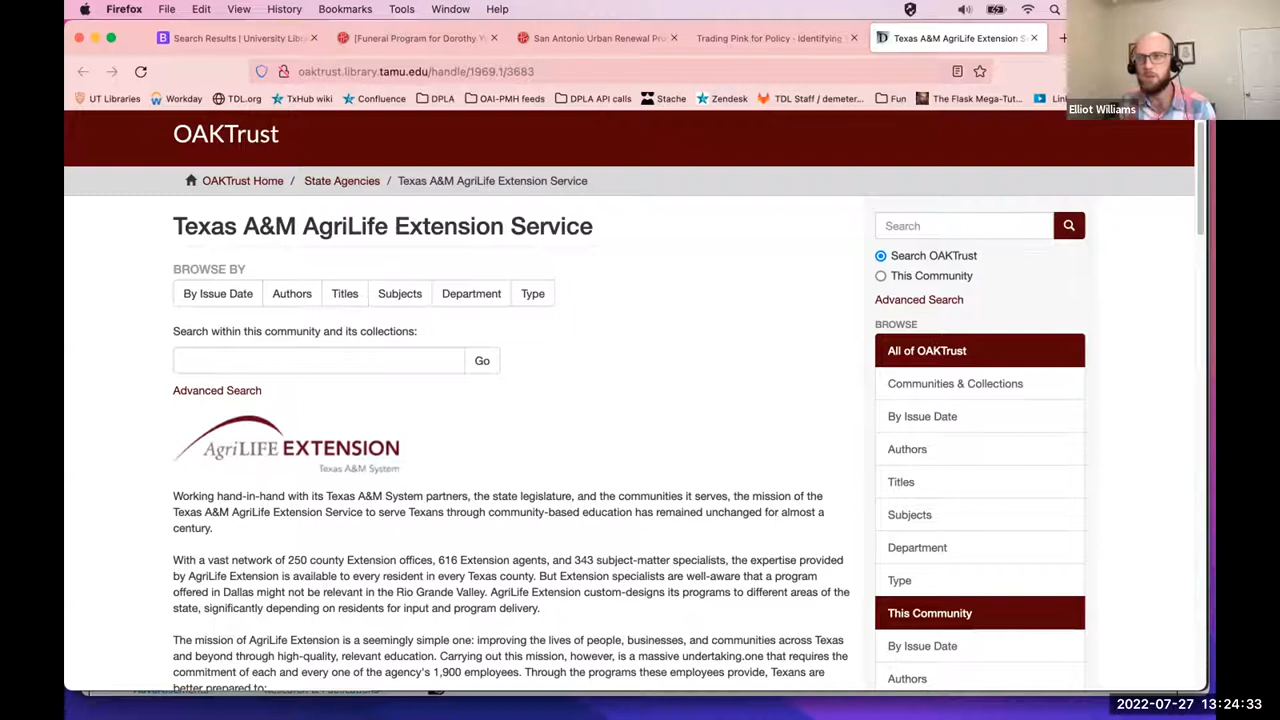 Firefox File Edit View History Bookmarks Tools Window Help
Search Results | University Libr
[Funeral Program for Dorothy
San Antonio Urban Renewal Pro
Trading Pink for Policy - Identifying
Texas A&M AgriLife Extension S
oaktrust.library.tamu.edu/handle/1969.1/3683
UT Libraries Workday TDL.org TxHub wiki Confluence DPLA OAI-PMH feeds DPLA API calls Stache Zendesk TDL Staff / demeter... Fun The Flask Mega-Tut... Lin
Elliot Williams
OAKTrust
OAKTrust Home / State Agencies / Texas A&M AgriLife Extension Service
Texas A&M AgriLife Extension Service
BROWSE BY
By Issue Date Authors Titles Subjects Department Type
Search within this community and its collections:
Go
Advanced Search
AgriLIFE EXTENSION
Texas A&M System
Working hand-in-hand with its Texas A&M System partners, the state legislature, and the communities it serves, the mission of the
Texas A&M AgriLife Extension Service to serve Texans through community-based education has remained unchanged for almost a
century.
With a vast network of 250 county Extension offices, 616 Extension agents, and 343 subject-matter specialists, the expertise provided
by AgriLife Extension is available to every resident in every Texas county. But Extension specialists are well-aware that a program
offered in Dallas might not be relevant in the Rio Grande Valley. AgriLife Extension custom-designs its programs to different areas of the
state, significantly depending on residents for input and program delivery.
The mission of AgriLife Extension is a seemingly simple one: improving the lives of people, businesses, and communities across Texas
and beyond through high-quality, relevant education. Carrying out this mission, however, is a massive undertaking.one that requires the
commitment of each and every one of the agency's 1,900 employees. Through the programs these employees provide, Texans are
better prepared to:
Search
Search OAKTrust
This Community
Advanced Search
BROWSE
All of OAKTrust
Communities & Collections
By Issue Date
Authors
Titles
Subjects
Department
Type
This Community
By Issue Date
Authors
2022-07-27 13:24:33